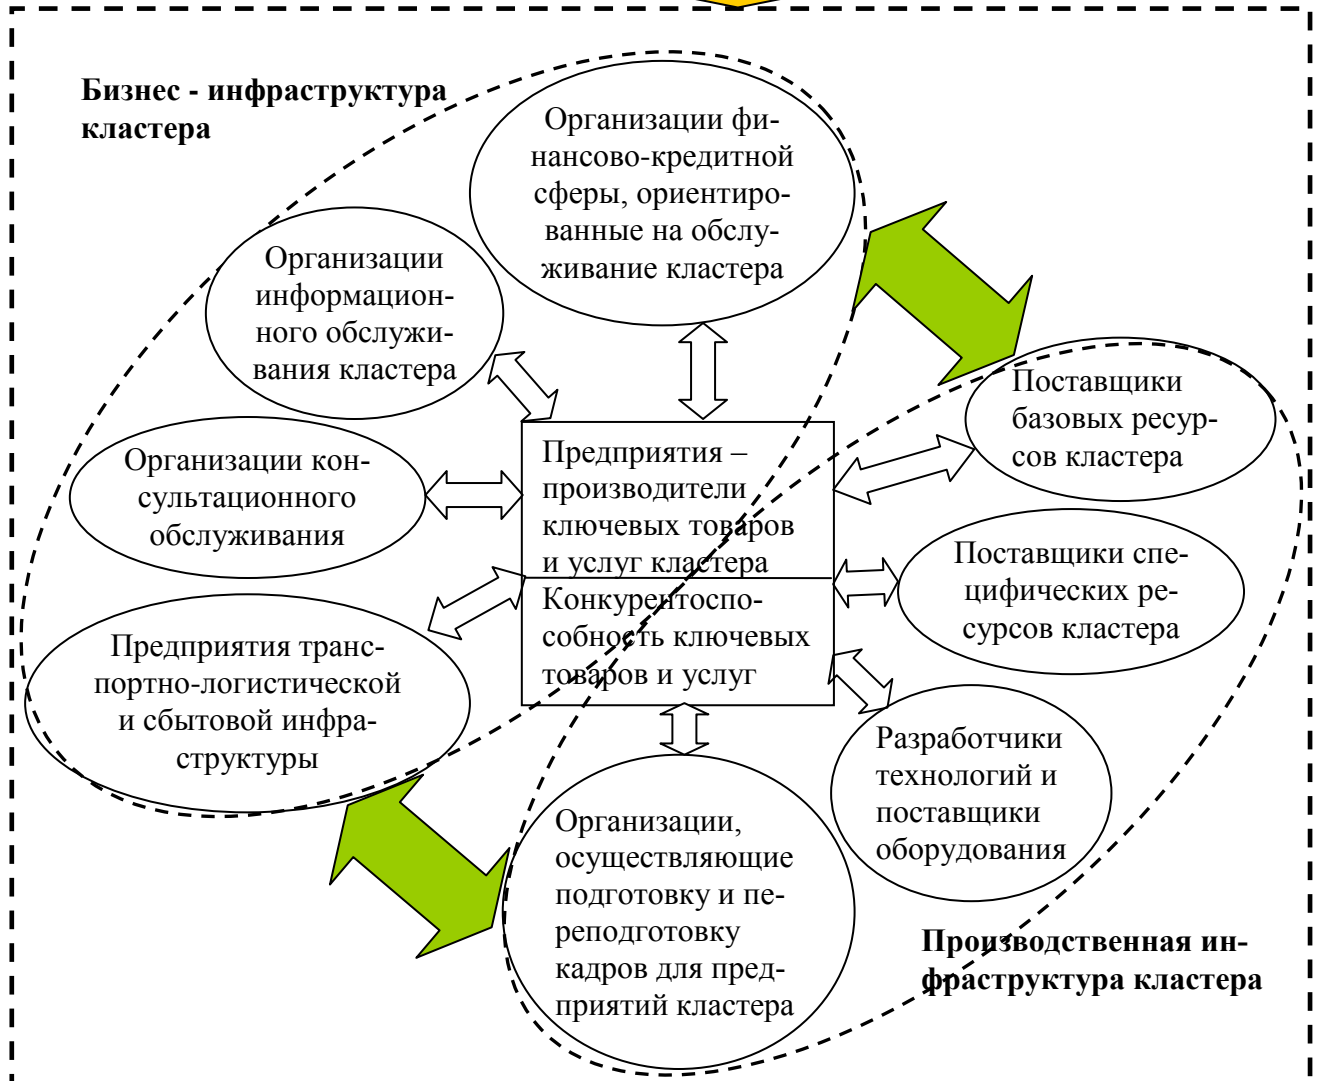 Бизнес - инфраструктура
кластера
Организации фи-
нансово-кредитной
сферы, ориентиро-
ванные на обслу-
живание кластера
Организации
информацион-
ного обслужи-
вания кластера
Поставщики
базовых ресур-
сов кластера
Организации кон-
сультационного
обслуживания
Предприятия –
производители
ключевых товаров
и услуг кластера
Конкурентоспо-
собность ключевых
товаров и услуг
Поставщики спе-
цифических ре-
сурсов кластера
Предприятия транс-
портно-логистической
и сбытовой инфра-
структуры
Разработчики
технологий и
поставщики
оборудования
Организации,
осуществляющие
подготовку и пе-
реподготовку
кадров для пред-
приятий кластера
Производственная ин-
фраструктура кластера